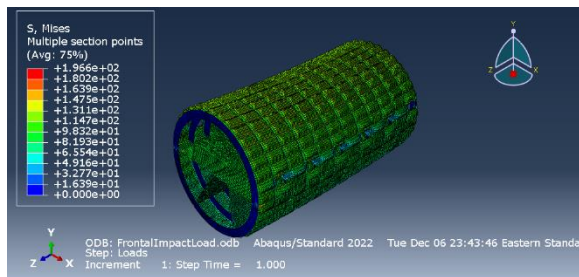 S, Mises
Multiple section points
(Avg: 75%)
+1.966e+02
+1.802e+02
+1.639e+02
+1.475e+02
+1.311e+02
+1.147e+02
+9.832e+01
+8.193e+01
+6.554e+01
+4.916e+01
+3.277e+01
+1.639e+01
+0.000e+00
Y
Z X
Y
Z X
ODB: FrontalImpactLoad.odb Abaqus/Standard 2022 Tue Dec 06 23:43:46 Eastern Standa
Step: Loads
Increment 1: Step Time = 1.000